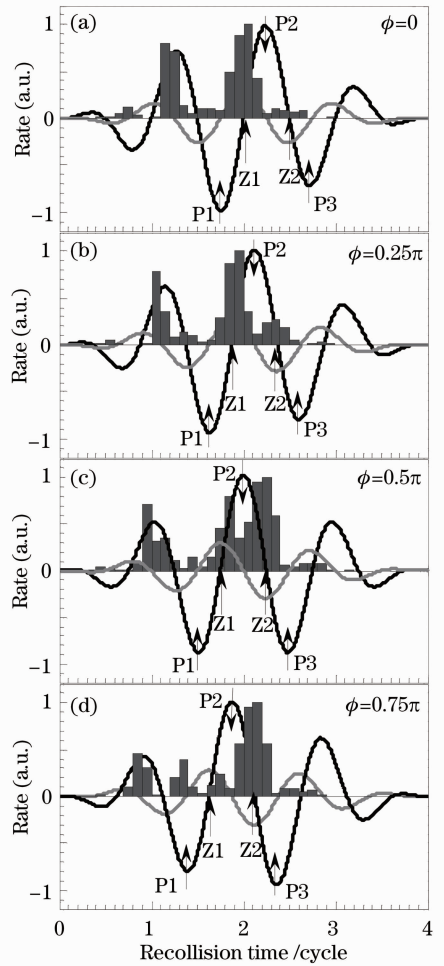 (a) P2 ϕ=0
1
0
−1
Rate (a.u.)
Z1 Z2
P1 P3
(b) P2 ϕ=0.25π
1
0
−1
Rate (a.u.)
Z1 Z2
P1 P3
(c) P2 ϕ=0.5π
1
0
−1
Rate (a.u.)
Z1 Z2
P1 P3
(d) P2 ϕ=0.75π
1
0
−1
Rate (a.u.)
Z1 Z2
P1 P3
0 1 2 3 4
Recollision time /cycle